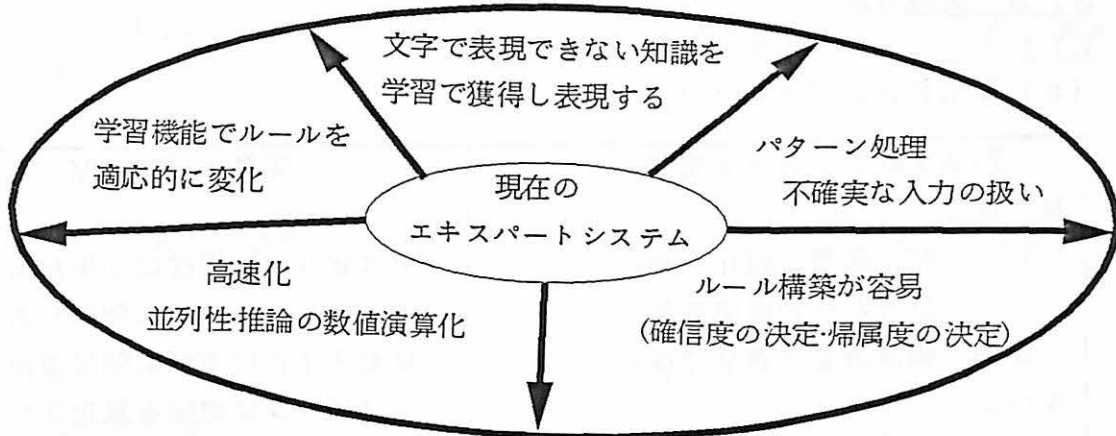 文字で表現できない知識を
学習で獲得し表現する
学習機能でルールを
適応的に変化
パターン処理
不確実な入力の扱い
現在の
エキスパートシステム
高速化
並列性・推論の数値演算化
ルール構築が容易
(確信度の決定・帰属度の決定)